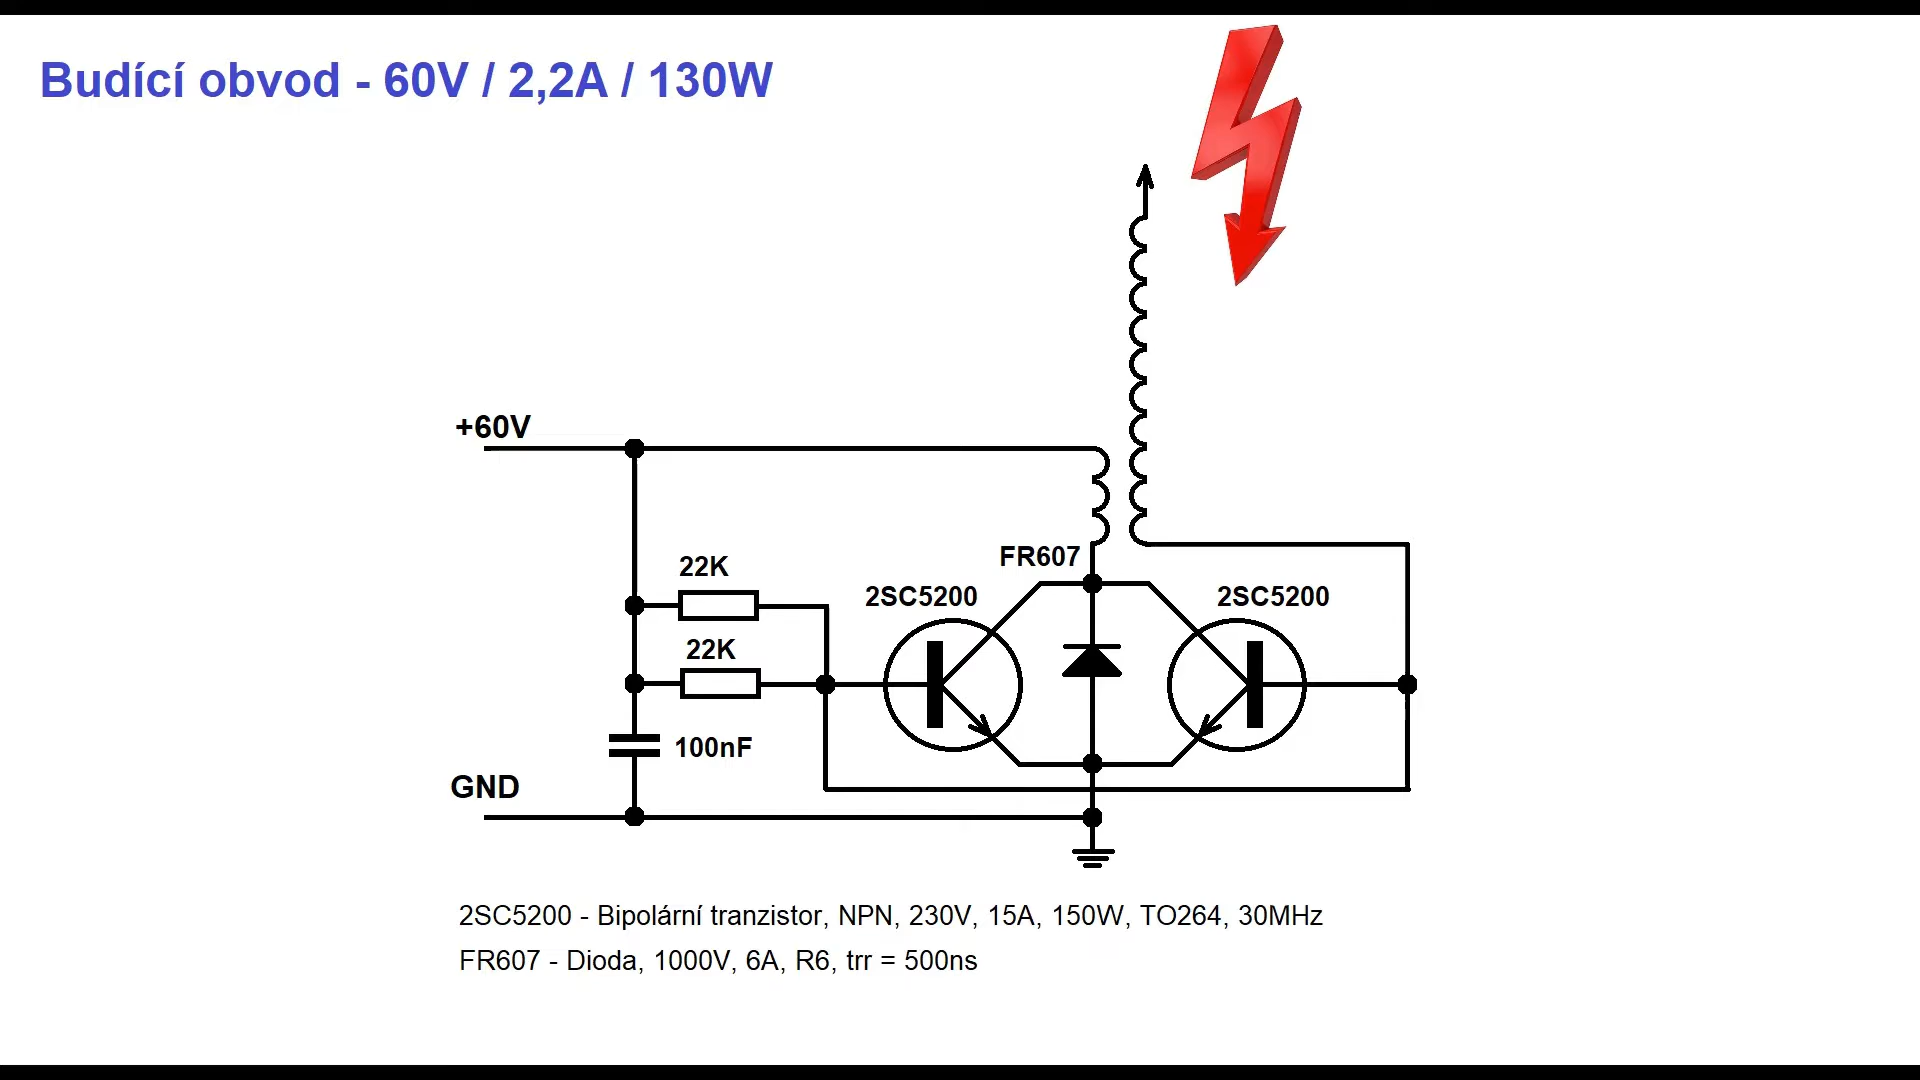 Budící obvod - 60V / 2,2A / 130W
+60V
FR607
22K
2SC5200
2SC5200
22K
100nF
GND
2SC5200 - Bipolární tranzistor, NPN, 230V, 15A, 150W, TO264, 30MHz
FR607 - Dioda, 1000V, 6A, R6, trr = 500ns